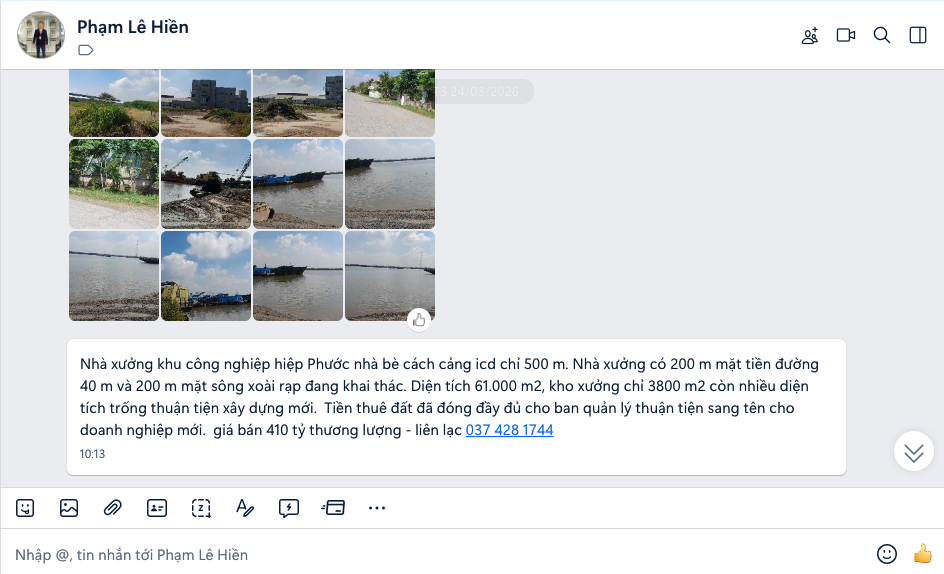 Phạm Lê Hiền
T3 24/03/2026
Nhà xưởng khu công nghiệp hiệp Phước nhà bè cách cảng icd chỉ 500 m. Nhà xưởng có 200 m mặt tiền đường
40 m và 200 m mặt sông xoài rạp đang khai thác. Diện tích 61.000 m2, kho xưởng chỉ 3800 m2 còn nhiều diện
tích trống thuận tiện xây dựng mới.  Tiền thuê đất đã đóng đầy đủ cho ban quản lý thuận tiện sang tên cho
doanh nghiệp mới.  giá bán 410 tỷ thương lượng - liên lạc 037 428 1744
10:13
Nhập @, tin nhắn tới Phạm Lê Hiền